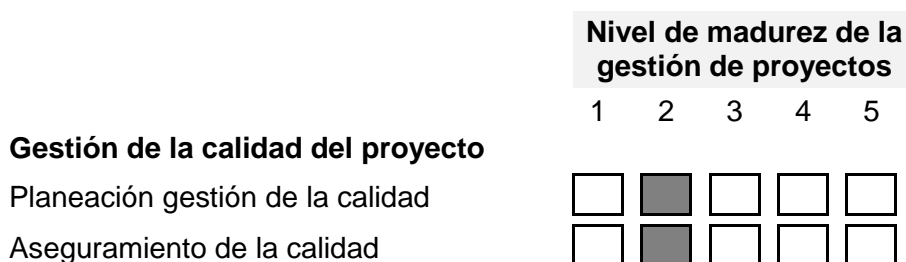 Nivel de madurez de la
gestión de proyectos
1 2 3 4 5
Gestión de la calidad del proyecto
Planeación gestión de la calidad
Aseguramiento de la calidad